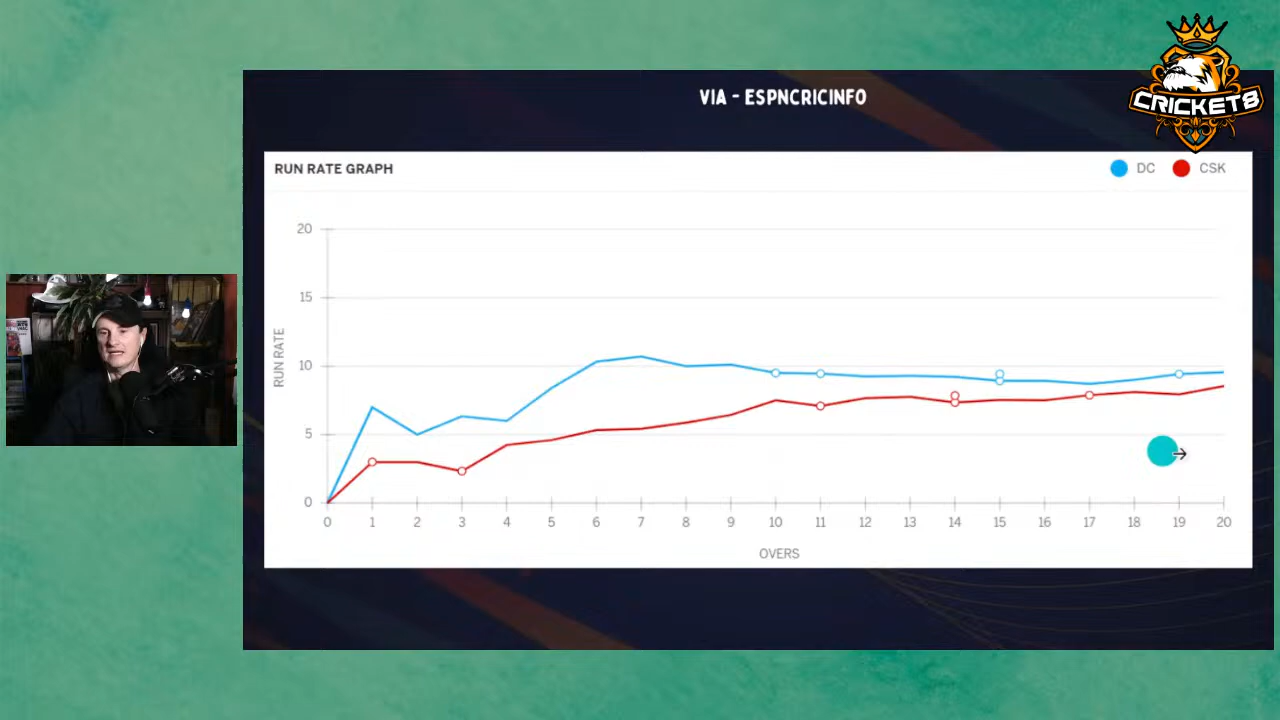 VIA - ESPNCRICINFO
CRICKET8
RUN RATE GRAPH
DC
CSK
20
15
10
5
0
RUN RATE
0 1 2 3 4 5 6 7 8 9 10 11 12 13 14 15 16 17 18 19 20
OVERS